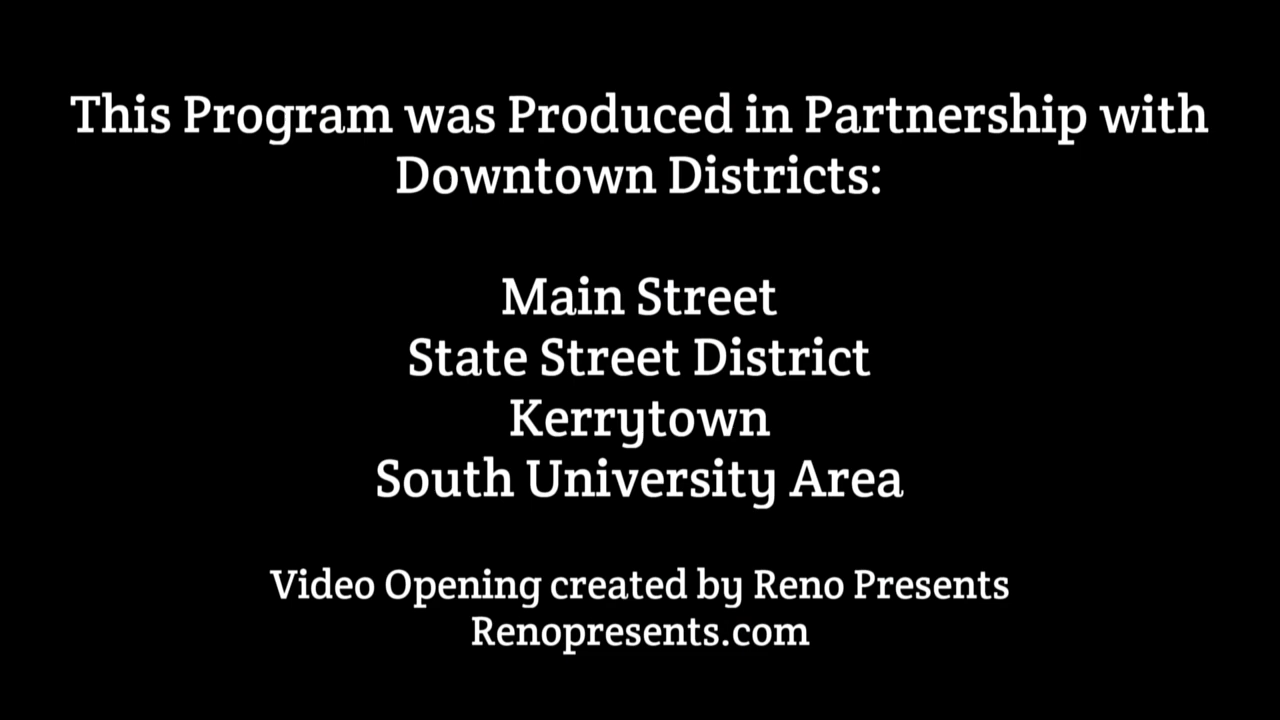 This Program was Produced in Partnership with
Downtown Districts:
Main Street
State Street District
Kerrytown
South University Area
Video Opening created by Reno Presents
Renopresents.com